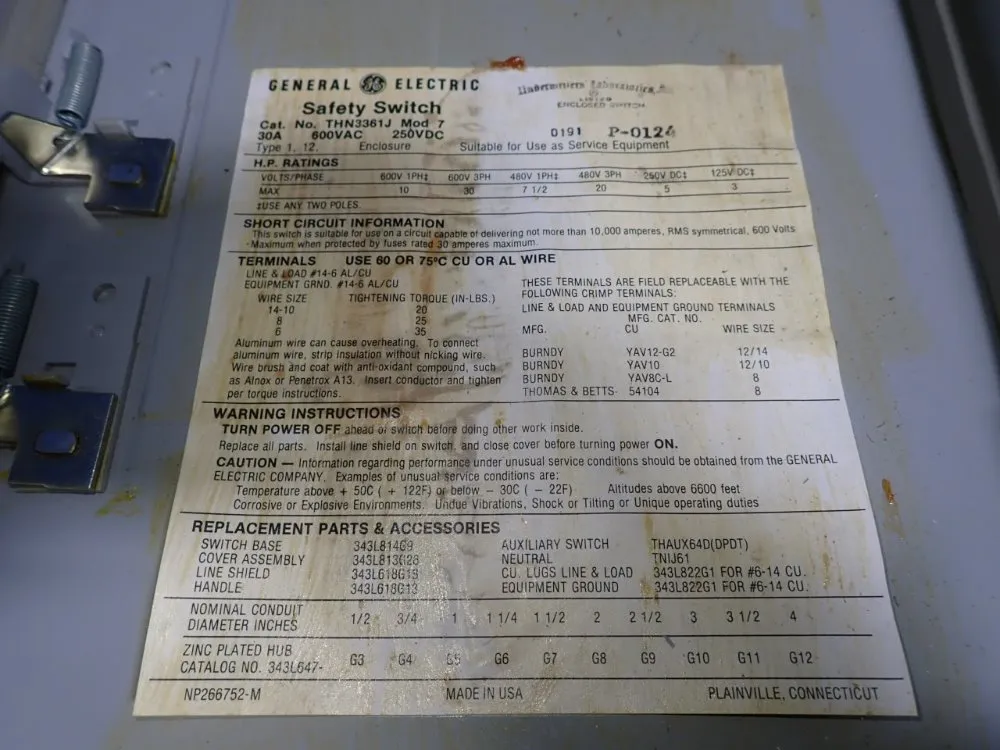 GENERAL GE ELECTRIC
Underwriters Laboratories, Inc.
LISTED
ENCLOSED SWITCH
Safety Switch
Cat. No. THN3361J Mod 7
30A 600VAC 250VDC
0191 P-0124
Type 1, 12. Enclosure Suitable for Use as Service Equipment
H.P. RATINGS
VOLTS/PHASE 600V 1PH‡ 600V 3PH 480V 1PH‡ 480V 3PH 250V DC‡ 125V DC‡
MAX 10 30 7 1/2 20 5 3
‡USE ANY TWO POLES.
SHORT CIRCUIT INFORMATION
This switch is suitable for use on a circuit capable of delivering not more than 10,000 amperes, RMS symmetrical, 600 Volts
Maximum when protected by fuses rated 30 amperes maximum.
TERMINALS USE 60 OR 75°C CU OR AL WIRE
LINE & LOAD #14-6 AL/CU
EQUIPMENT GRND. #14-6 AL/CU
WIRE SIZE TIGHTENING TORQUE (IN-LBS.)
14-10 20
8 25
6 35
Aluminum wire can cause overheating. To connect
aluminum wire, strip insulation without nicking wire.
Wire brush and coat with anti-oxidant compound, such
as Alnox or Penetrox A13. Insert conductor and tighten
per torque instructions.
THESE TERMINALS ARE FIELD REPLACEABLE WITH THE
FOLLOWING CRIMP TERMINALS:
LINE & LOAD AND EQUIPMENT GROUND TERMINALS
MFG. CAT. NO.
MFG. CU WIRE SIZE
BURNDY YAV12-G2 12/14
BURNDY YAV10 12/10
BURNDY YAV8C-L 8
THOMAS & BETTS- 54104 8
WARNING INSTRUCTIONS
TURN POWER OFF ahead of switch before doing other work inside.
Replace all parts. Install line shield on switch, and close cover before turning power ON.
CAUTION — Information regarding performance under unusual service conditions should be obtained from the GENERAL
ELECTRIC COMPANY. Examples of unusual service conditions are:
Temperature above + 50C ( + 122F) or below - 30C ( - 22F) Altitudes above 6600 feet
Corrosive or Explosive Environments. Undue Vibrations, Shock or Tilting or Unique operating duties
REPLACEMENT PARTS & ACCESSORIES
SWITCH BASE 343L814G9 AUXILIARY SWITCH THAUX64D(DPDT)
COVER ASSEMBLY 343L813G28 NEUTRAL TNIJ61
LINE SHIELD 343L618G19 CU. LUGS LINE & LOAD 343L822G1 FOR #6-14 CU.
HANDLE 343L618G13 EQUIPMENT GROUND 343L822G1 FOR #6-14 CU.
NOMINAL CONDUIT
DIAMETER INCHES 1/2 3/4 1 1 1/4 1 1/2 2 2 1/2 3 3 1/2 4
ZINC PLATED HUB
CATALOG NO. 343L647- G3 G4 G5 G6 G7 G8 G9 G10 G11 G12
NP266752-M MADE IN USA PLAINVILLE, CONNECTICUT